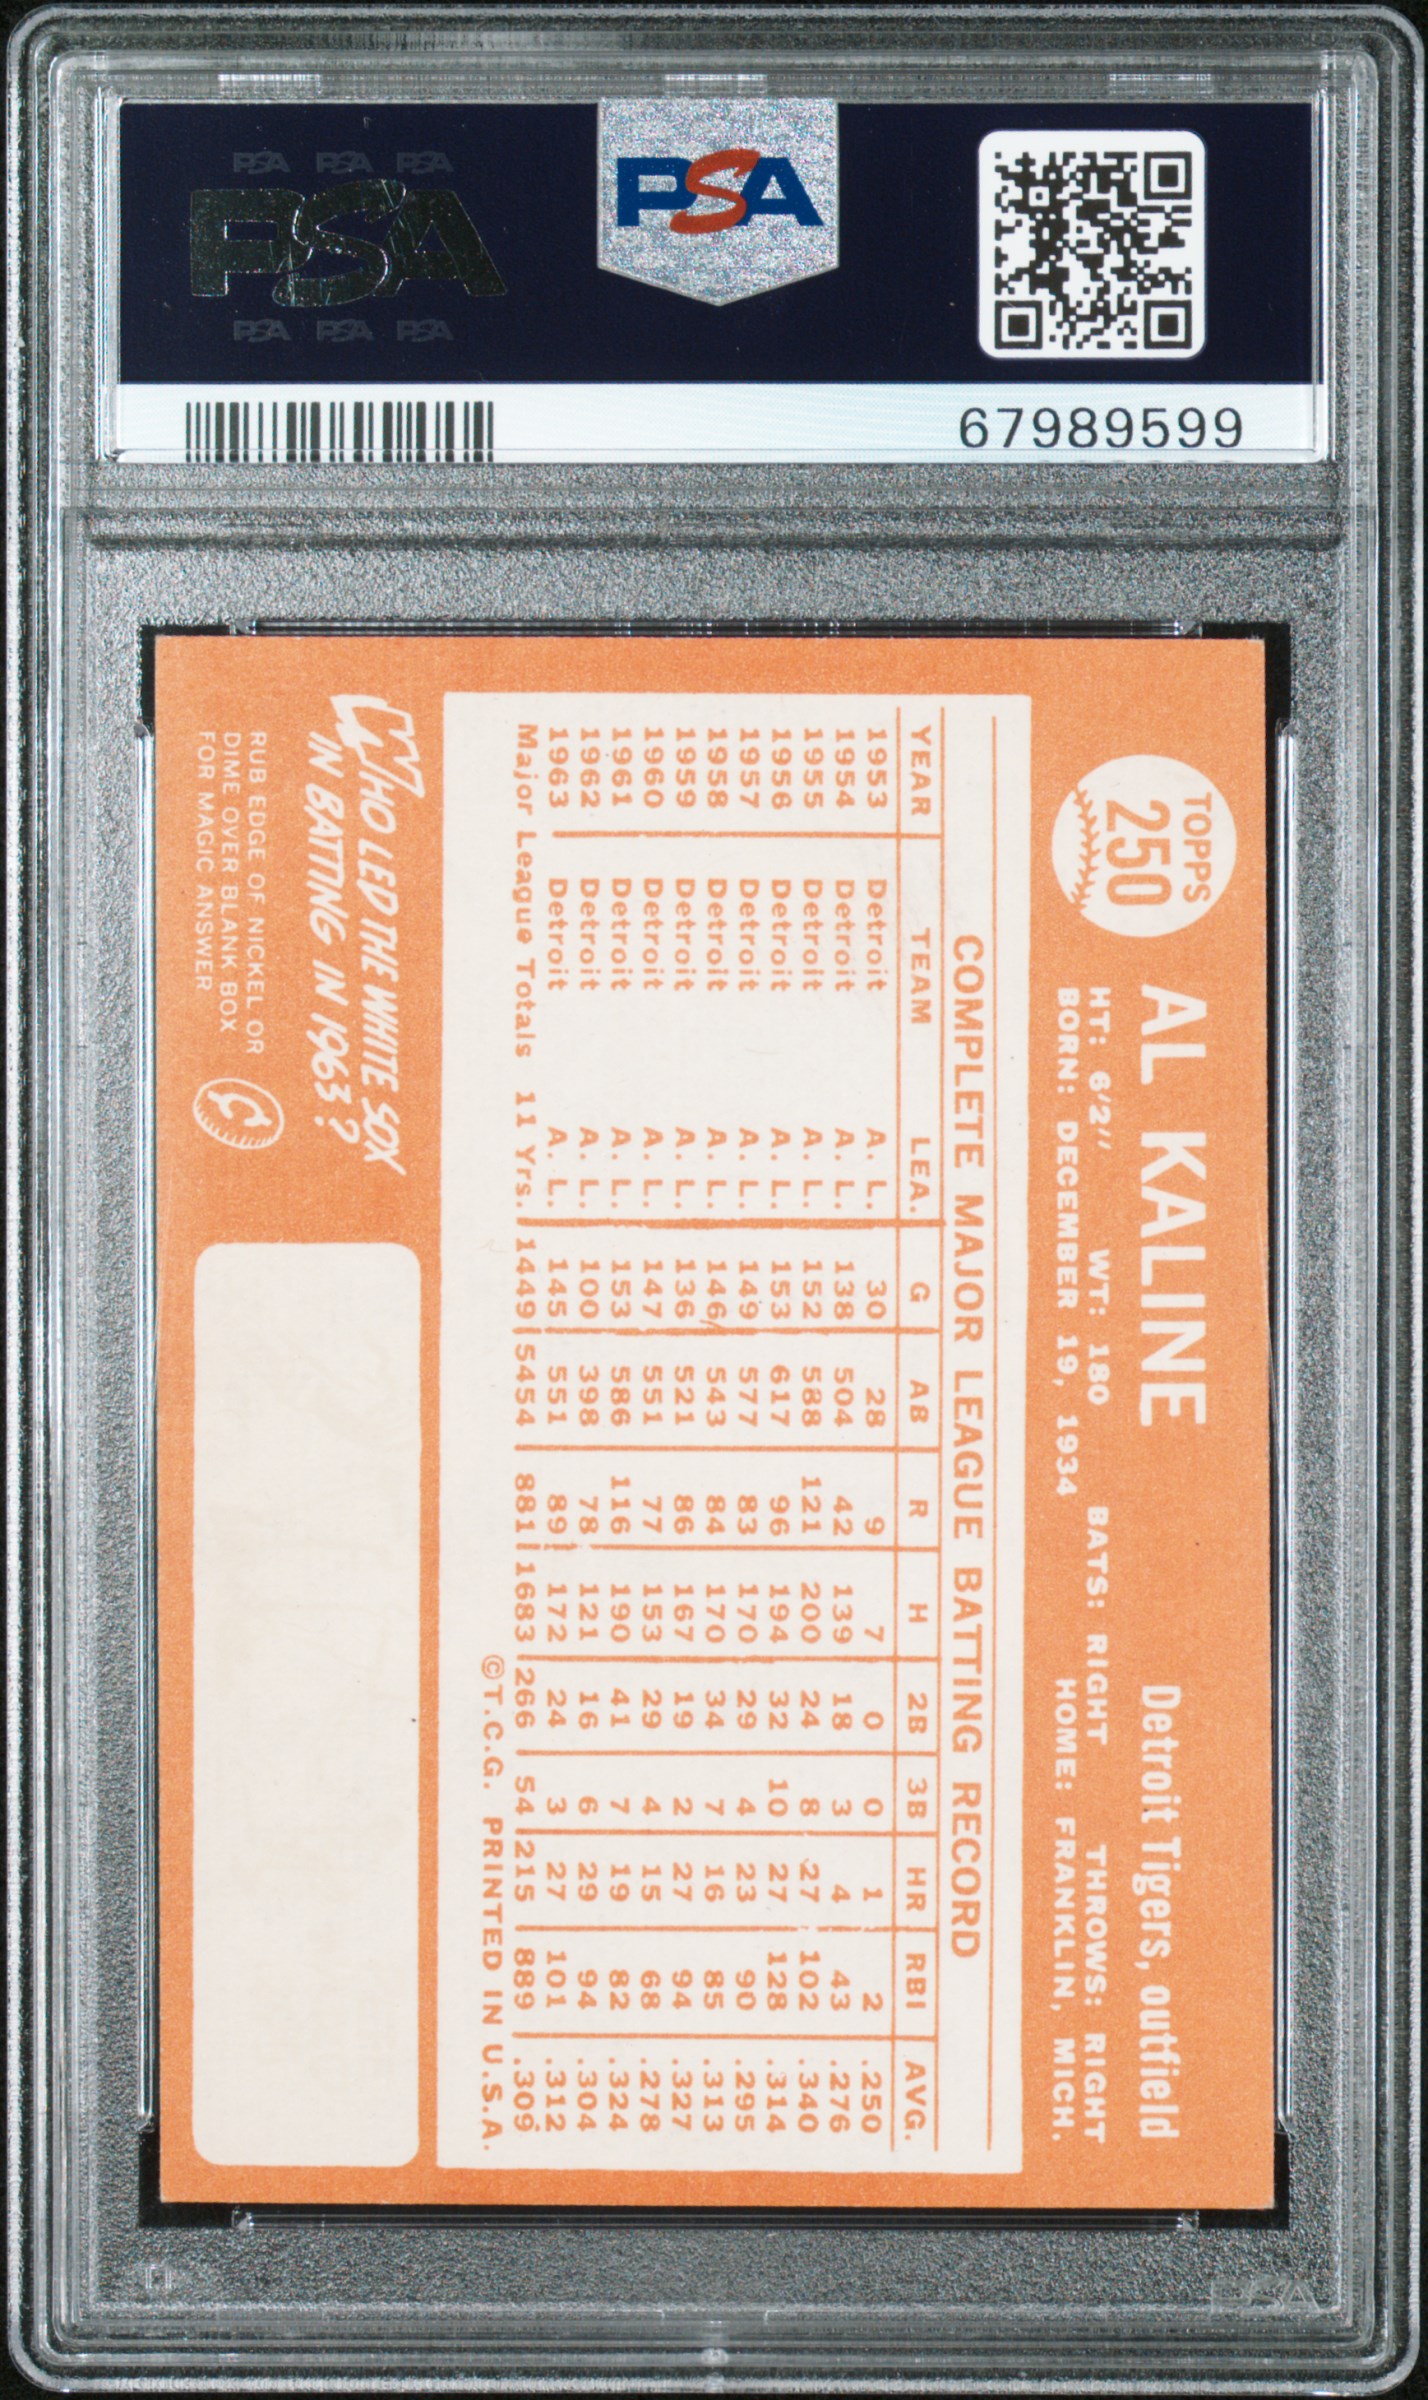 PSA PSA PSA
PSA
PSA PSA PSA
PSA
67989599
TOPPS
250
AL KALINE
Detroit Tigers, outfield
HT: 6'2" WT: 180 BATS: RIGHT THROWS: RIGHT
BORN: DECEMBER 19, 1934 HOME: FRANKLIN, MICH.
COMPLETE MAJOR LEAGUE BATTING RECORD
YEAR TEAM LEA. G AB R H 2B 3B HR RBI AVG.
1953 Detroit A. L. 30 28 9 7 0 0 1 2 .250
1954 Detroit A. L. 138 504 42 139 18 3 4 43 .276
1955 Detroit A. L. 152 588 121 200 24 8 27 102 .340
1956 Detroit A. L. 153 617 96 194 32 10 27 128 .314
1957 Detroit A. L. 149 577 83 170 29 4 23 90 .295
1958 Detroit A. L. 146 543 84 170 34 7 16 85 .313
1959 Detroit A. L. 136 521 86 167 19 2 27 94 .327
1960 Detroit A. L. 147 551 77 153 29 4 15 68 .278
1961 Detroit A. L. 153 586 116 190 41 7 19 82 .324
1962 Detroit A. L. 100 398 78 121 16 6 29 94 .304
1963 Detroit A. L. 145 551 89 172 24 3 27 101 .312
Major League Totals 11 Yrs. 1449 5454 881 1683 266 54 215 889 .309
©T.C.G. PRINTED IN U.S.A.
WHO LED THE WHITE SOX
IN BATTING IN 1963?
RUB EDGE OF NICKEL OR
DIME OVER BLANK BOX
FOR MAGIC ANSWER
PSA